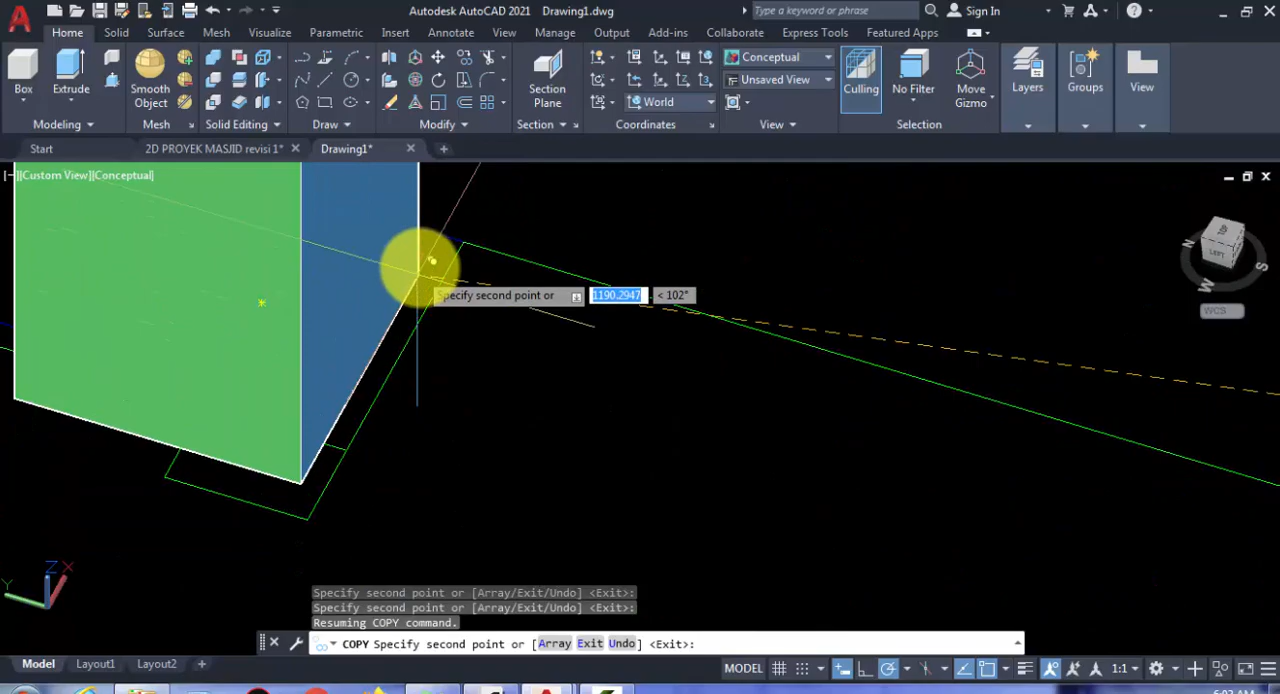 Autodesk AutoCAD 2021 Drawing1.dwg
Type a keyword or phrase
Sign In
Home Solid Surface Mesh Visualize Parametric Insert Annotate View Manage Output Add-ins Collaborate Express Tools Featured Apps
Conceptual
Unsaved View
World
Box Extrude Smooth Object Section Plane Culling No Filter Move Gizmo Layers Groups View
Modeling Mesh Solid Editing Draw Modify Section Coordinates View Selection
Start 2D PROYEK MASJID revisi 1* Drawing1*
[−][Custom View][Conceptual]
TOP
LEFT
N
S
W
WCS
Specify second point or 1190.2947 < 102°
Z X
Y
Specify second point or [Array/Exit/Undo] <Exit>:
Specify second point or [Array/Exit/Undo] <Exit>:
Resuming COPY command.
COPY Specify second point or [Array Exit Undo] <Exit>:
Model Layout1 Layout2
MODEL 1:1